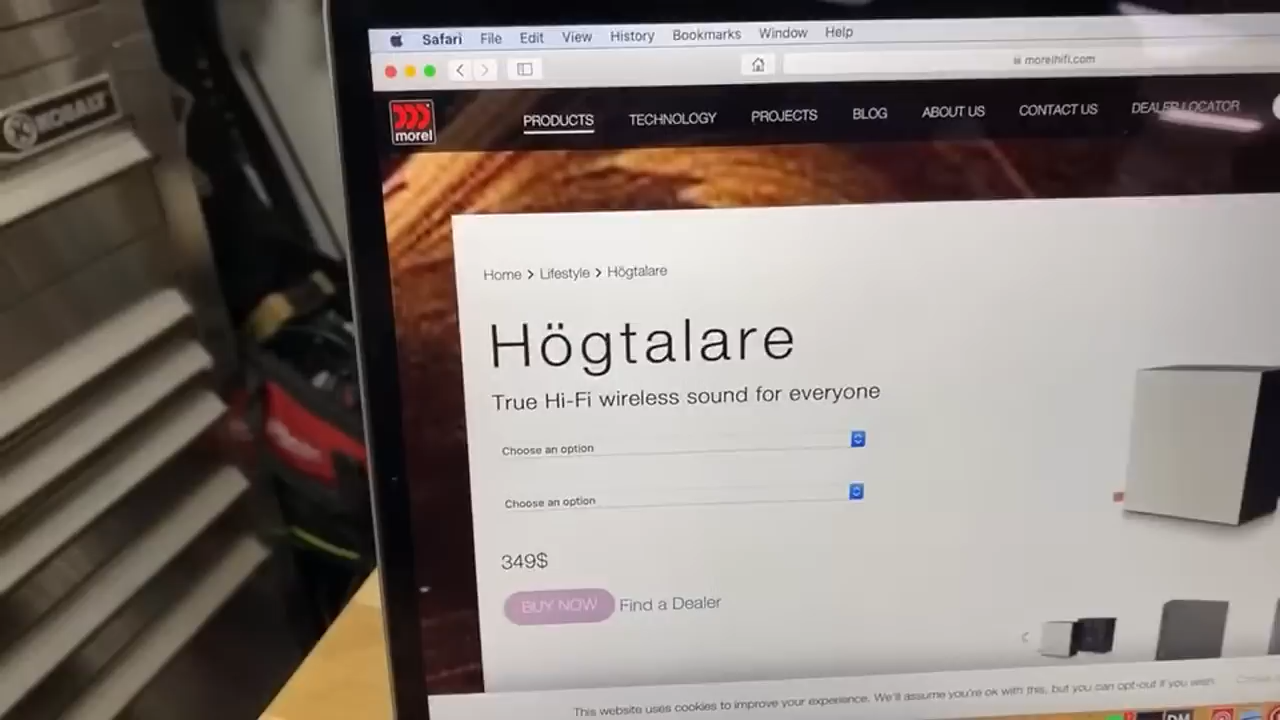 Safari File Edit View History Bookmarks Window Help
morelhifi.com
KOBALT
morel
PRODUCTS TECHNOLOGY PROJECTS BLOG ABOUT US CONTACT US DEALER LOCATOR
Home > Lifestyle > Högtalare
Högtalare
True Hi-Fi wireless sound for everyone
Choose an option
Choose an option
349$
BUY NOW Find a Dealer
This website uses cookies to improve your experience. We'll assume you're ok with this, but you can opt-out if you wish.